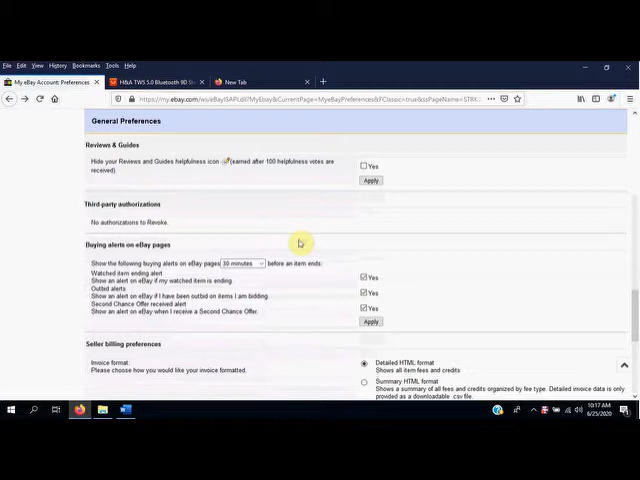 File Edit View History Bookmarks Tools Help
My eBay Account: Preferences
H&A TWS 5.0 Bluetooth 9D St
New Tab
General Preferences
Reviews & Guides
Hide your Reviews and Guides helpfulness icon (earned after 100 helpfulness votes are
received)
Yes
Apply
Third-party authorizations
No authorizations to Revoke.
Buying alerts on eBay pages
Show the following buying alerts on eBay pages 30 minutes before an item ends:
Watched item ending alert
Show an alert on eBay if my watched item is ending.
Yes
Outbid alerts
Show an alert on eBay if I have been outbid on items I am bidding.
Yes
Second Chance Offer received alert
Show an alert on eBay when I receive a Second Chance Offer.
Yes
Apply
Seller billing preferences
Invoice format:
Please choose how you would like your invoice formatted.
Detailed HTML format
Shows all item fees and credits
Summary HTML format
Shows a summary of all fees and credits organized by fee type. Detailed invoice data is only
provided as a downloadable .csv file.
10:17 AM
6/25/2020